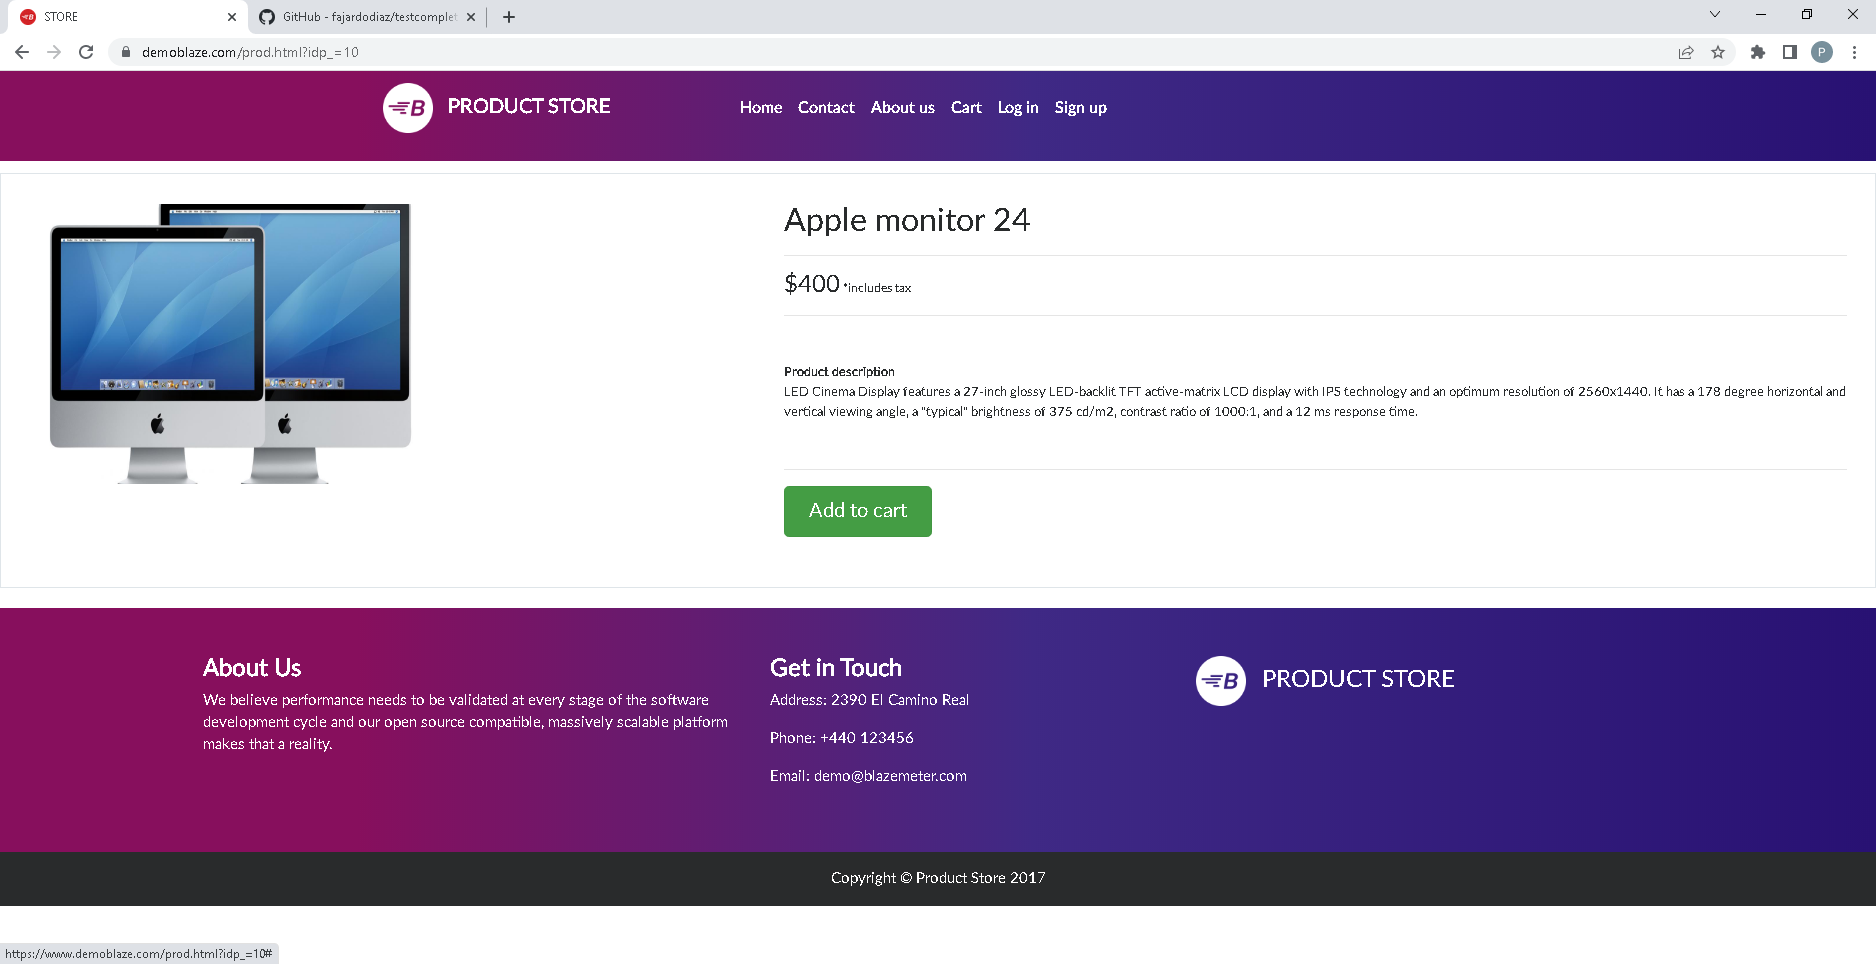 STORE
GitHub - fajardodiaz/testcomplet
demoblaze.com/prod.html?idp_=10
P
B PRODUCT STORE
Home Contact About us Cart Log in Sign up
Apple monitor 24
$400 *includes tax
Product description
LED Cinema Display features a 27-inch glossy LED-backlit TFT active-matrix LCD display with IPS technology and an optimum resolution of 2560x1440. It has a 178 degree horizontal and
vertical viewing angle, a "typical" brightness of 375 cd/m2, contrast ratio of 1000:1, and a 12 ms response time.
Add to cart
About Us
We believe performance needs to be validated at every stage of the software
development cycle and our open source compatible, massively scalable platform
makes that a reality.
Get in Touch
Address: 2390 El Camino Real
Phone: +440 123456
Email: demo@blazemeter.com
B PRODUCT STORE
Copyright © Product Store 2017
https://www.demoblaze.com/prod.html?idp_=10#